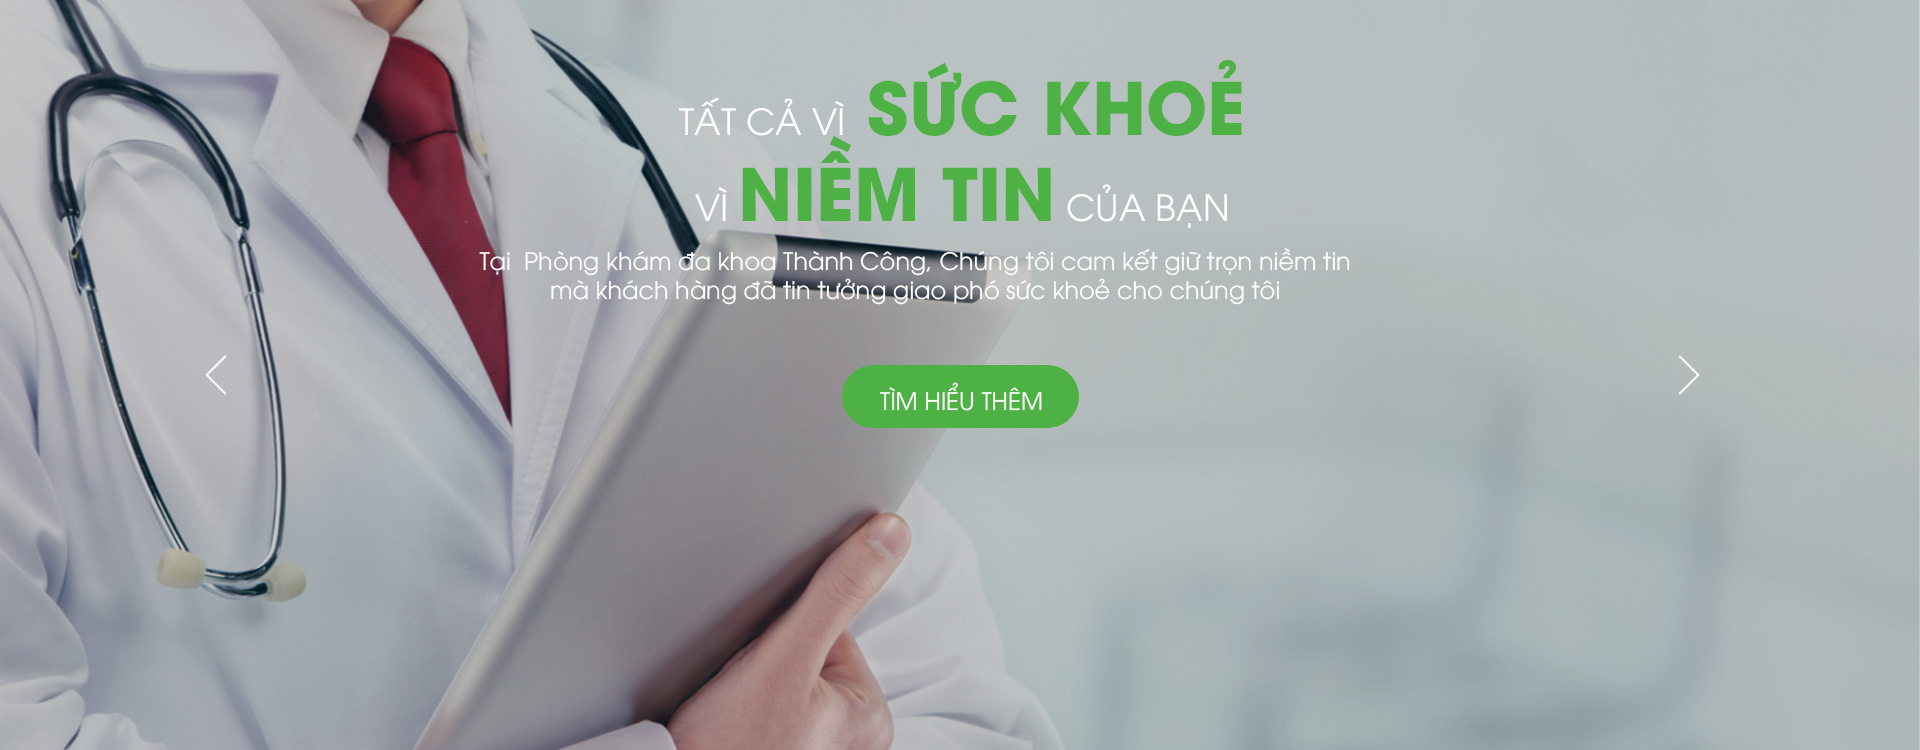 TẤT CẢ VÌ SỨC KHOẺ
VÌ NIỀM TIN CỦA BẠN
Tại Phòng khám đa khoa Thành Công, Chúng tôi cam kết giữ trọn niềm tin
mà khách hàng đã tin tưởng giao phó sức khoẻ cho chúng tôi
TÌM HIỂU THÊM